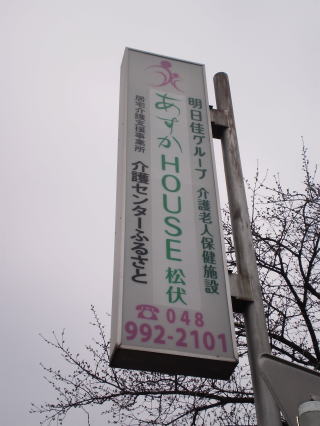 明日佳グループ 介護老人保健施設
あすかHOUSE 松伏
居宅介護支援事業所 介護センターふるさと
☎048
992-2101